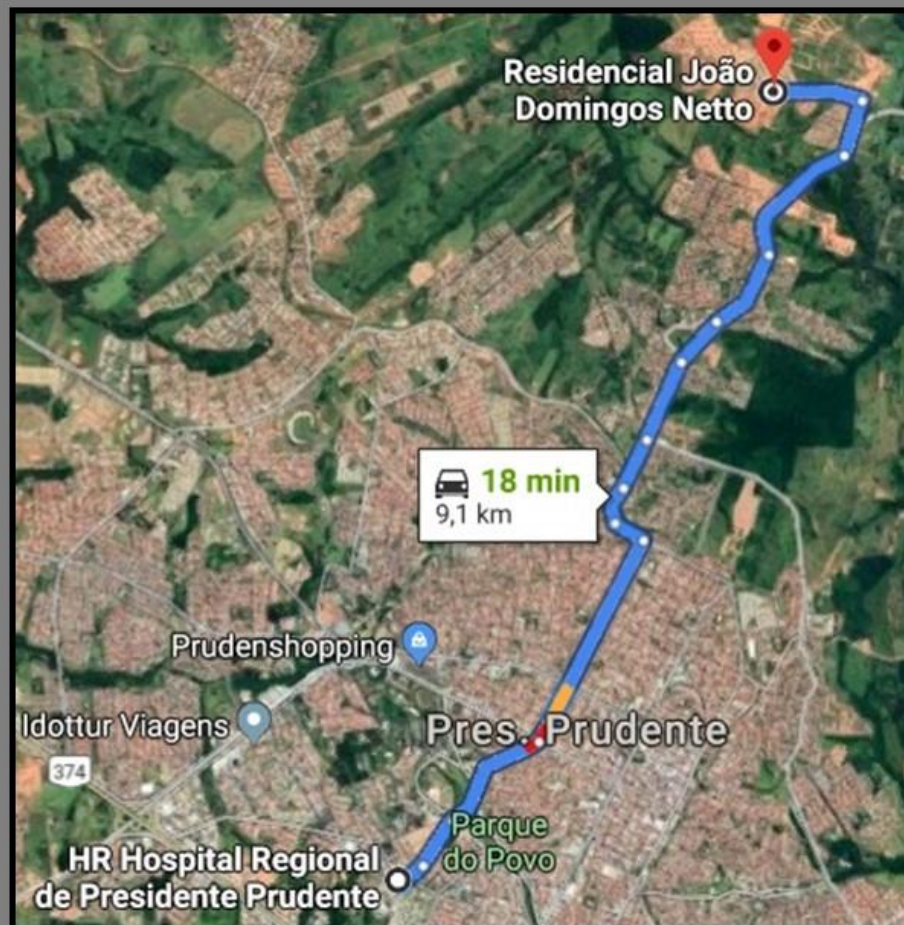 Residencial João
Domingos Netto
18 min
9,1 km
Prudenshopping
Idottur Viagens
Pres. Prudente
374
Parque
do Povo
HR Hospital Regional
de Presidente Prudente